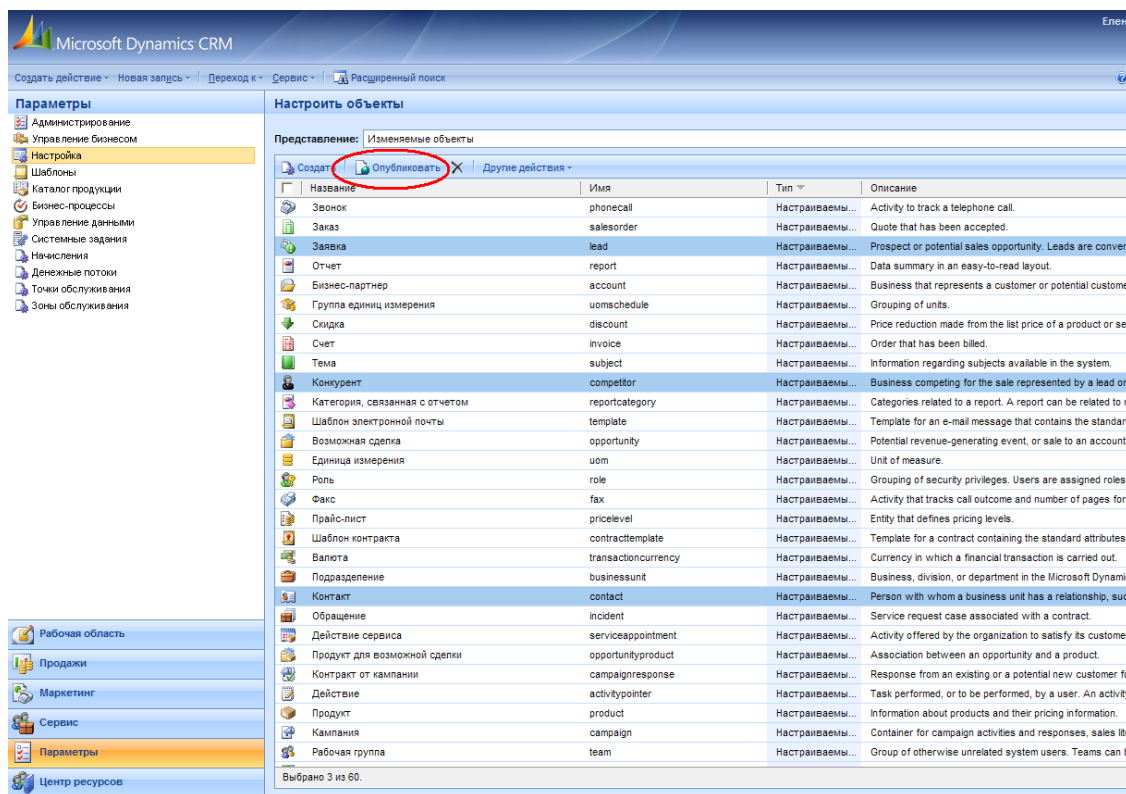 Елен
Microsoft Dynamics CRM
Создать действие Новая запись Переход к Сервис Расширенный поиск
Параметры
Администрирование
Управление бизнесом
Настройка
Шаблоны
Каталог продукции
Бизнес-процессы
Управление данными
Системные задания
Начисления
Денежные потоки
Точки обслуживания
Зоны обслуживания
Рабочая область
Продажи
Маркетинг
Сервис
Параметры
Центр ресурсов
Настроить объекты
Представление: Изменяемые объекты
Создать Опубликовать Другие действия
Название Имя Тип Описание
Звонок phonecall Настраиваемы... Activity to track a telephone call.
Заказ salesorder Настраиваемы... Quote that has been accepted.
Заявка lead Настраиваемы... Prospect or potential sales opportunity. Leads are conver
Отчет report Настраиваемы... Data summary in an easy-to-read layout.
Бизнес-партнер account Настраиваемы... Business that represents a customer or potential custome
Группа единиц измерения uomschedule Настраиваемы... Grouping of units.
Скидка discount Настраиваемы... Price reduction made from the list price of a product or se
Счет invoice Настраиваемы... Order that has been billed.
Тема subject Настраиваемы... Information regarding subjects available in the system.
Конкурент competitor Настраиваемы... Business competing for the sale represented by a lead or
Категория, связанная с отчетом reportcategory Настраиваемы... Categories related to a report. A report can be related to
Шаблон электронной почты template Настраиваемы... Template for an e-mail message that contains the standar
Возможная сделка opportunity Настраиваемы... Potential revenue-generating event, or sale to an account
Единица измерения uom Настраиваемы... Unit of measure.
Роль role Настраиваемы... Grouping of security privileges. Users are assigned roles
Факс fax Настраиваемы... Activity that tracks call outcome and number of pages for
Прайс-лист pricelevel Настраиваемы... Entity that defines pricing levels.
Шаблон контракта contracttemplate Настраиваемы... Template for a contract containing the standard attributes
Валюта transactioncurrency Настраиваемы... Currency in which a financial transaction is carried out.
Подразделение businessunit Настраиваемы... Business, division, or department in the Microsoft Dynami
Контакт contact Настраиваемы... Person with whom a business unit has a relationship, suc
Обращение incident Настраиваемы... Service request case associated with a contract.
Действие сервиса serviceappointment Настраиваемы... Activity offered by the organization to satisfy its custome
Продукт для возможной сделки opportunityproduct Настраиваемы... Association between an opportunity and a product.
Контракт от кампании campaignresponse Настраиваемы... Response from an existing or a potential new customer fo
Действие activitypointer Настраиваемы... Task performed, or to be performed, by a user. An activity
Продукт product Настраиваемы... Information about products and their pricing information.
Кампания campaign Настраиваемы... Container for campaign activities and responses, sales lit
Рабочая группа team Настраиваемы... Group of otherwise unrelated system users. Teams can
Выбрано 3 из 60.